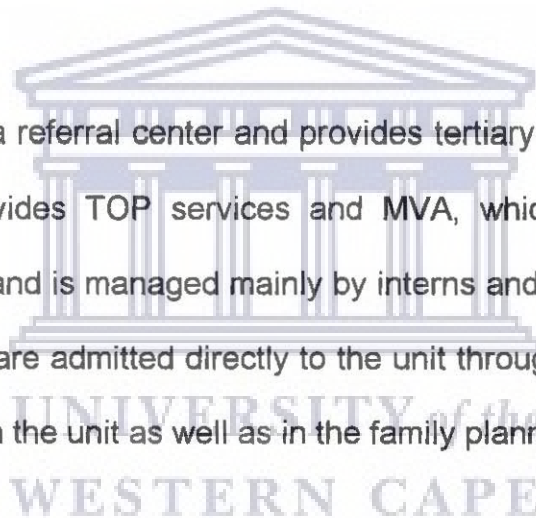 a referral center and provides tertiary
vides TOP services and MVA, whic
and is managed mainly by interns and
are admitted directly to the unit throug
UNIVERSITY of the
n the unit as well as in the family plann
WESTERN CAPE